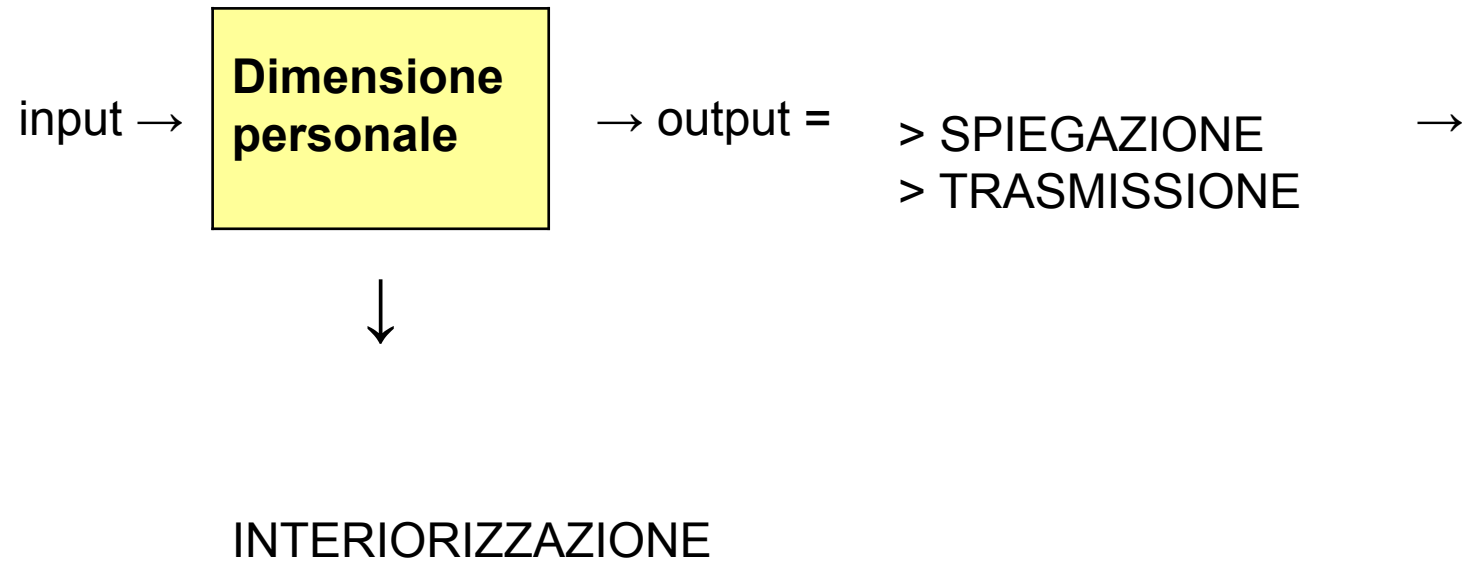 input →
Dimensione
personale
→ output =
> SPIEGAZIONE
> TRASMISSIONE
→
↓
INTERIORIZZAZIONE